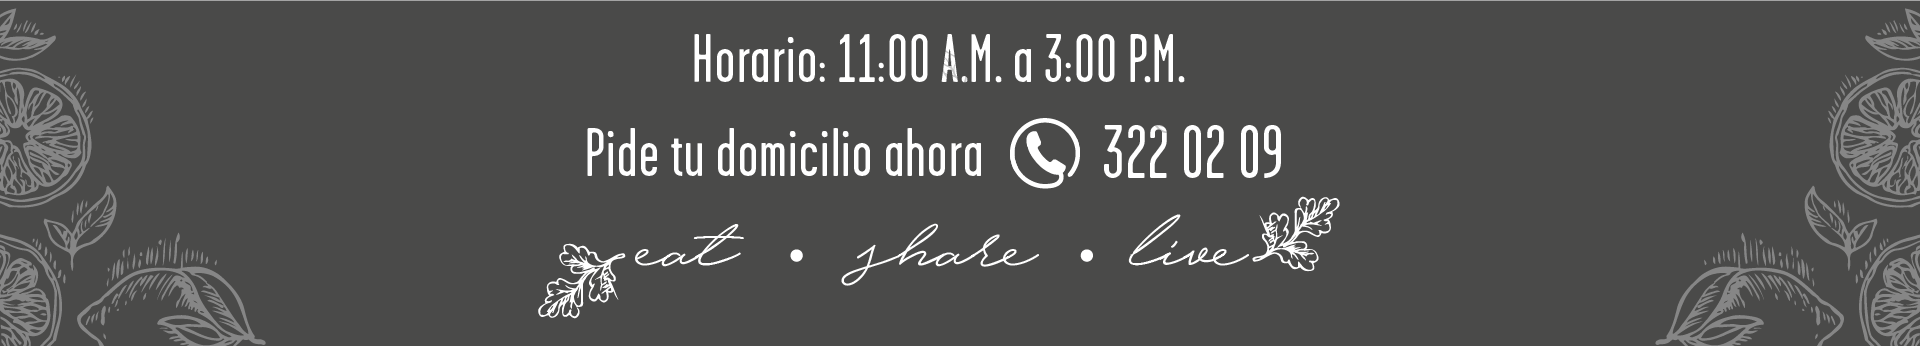 Horario: 11:00 A.M. a 3:00 P.M.
Pide tu domicilio ahora 322 02 09
eat • share • live